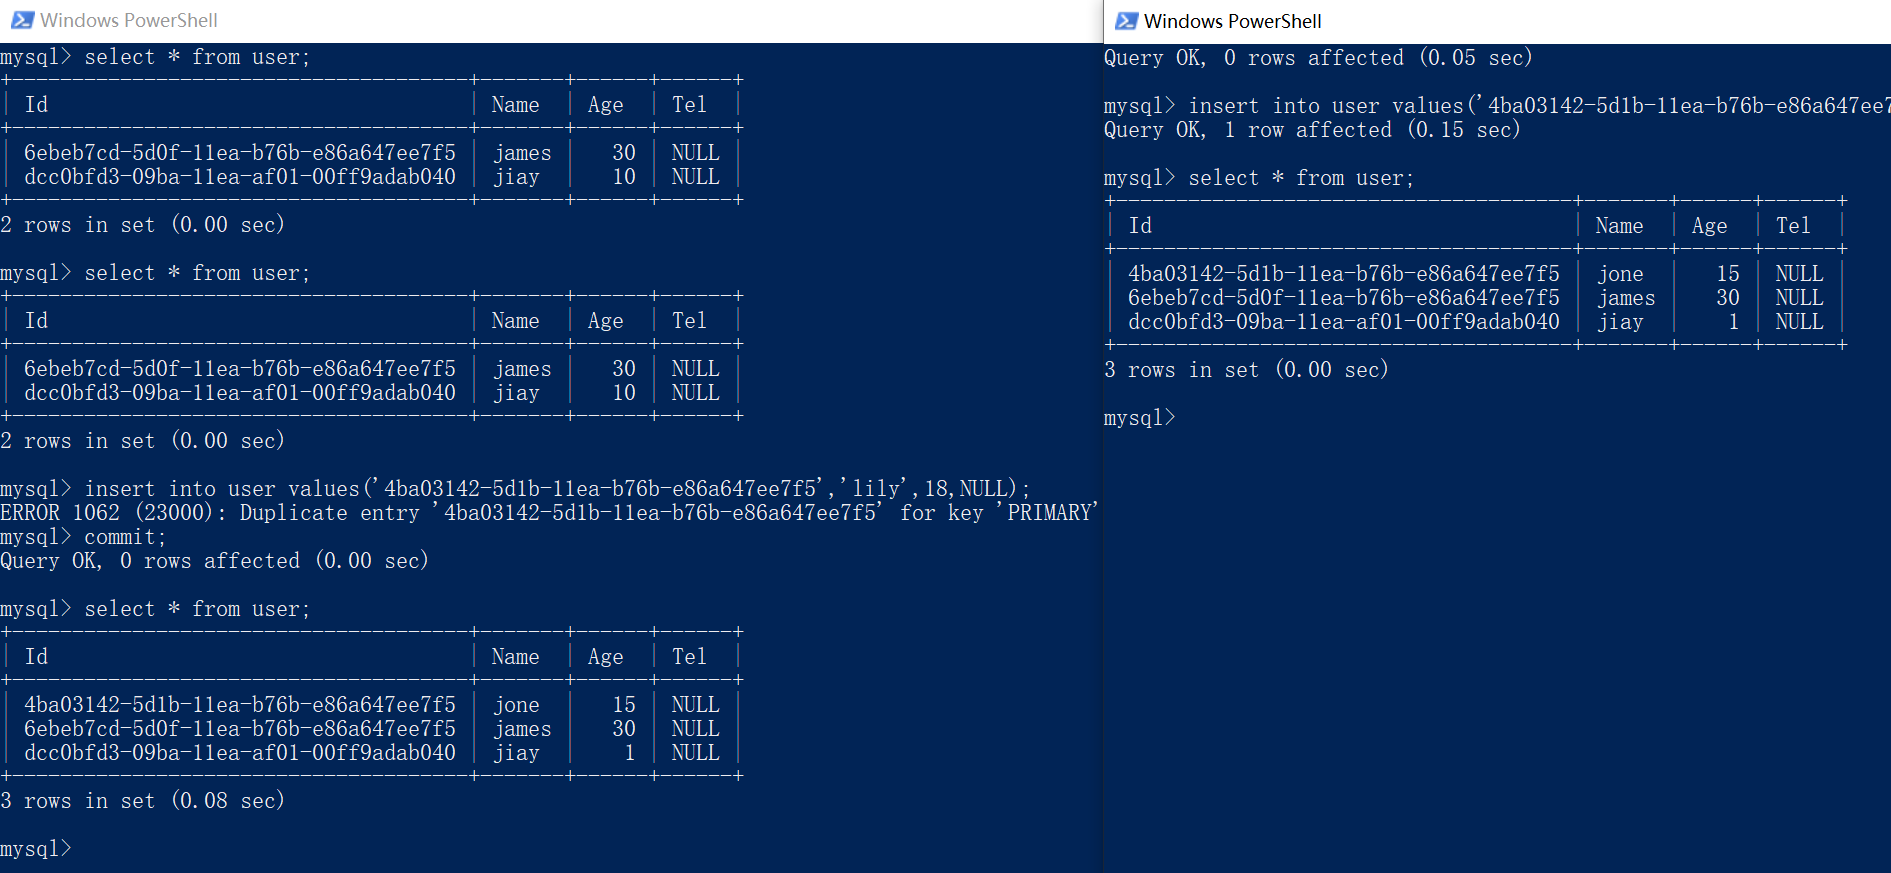 Windows PowerShell
mysql> select * from user;
+--------------------------------------+-------+------+------+
| Id                                   | Name  | Age  | Tel  |
+--------------------------------------+-------+------+------+
| 6ebeb7cd-5d0f-11ea-b76b-e86a647ee7f5 | james |   30 | NULL |
| dcc0bfd3-09ba-11ea-af01-00ff9adab040 | jiay  |   10 | NULL |
+--------------------------------------+-------+------+------+
2 rows in set (0.00 sec)
mysql> select * from user;
+--------------------------------------+-------+------+------+
| Id                                   | Name  | Age  | Tel  |
+--------------------------------------+-------+------+------+
| 6ebeb7cd-5d0f-11ea-b76b-e86a647ee7f5 | james |   30 | NULL |
| dcc0bfd3-09ba-11ea-af01-00ff9adab040 | jiay  |   10 | NULL |
+--------------------------------------+-------+------+------+
2 rows in set (0.00 sec)
mysql> insert into user values('4ba03142-5d1b-11ea-b76b-e86a647ee7f5','lily',18,NULL);
ERROR 1062 (23000): Duplicate entry '4ba03142-5d1b-11ea-b76b-e86a647ee7f5' for key 'PRIMARY'
mysql> commit;
Query OK, 0 rows affected (0.00 sec)
mysql> select * from user;
+--------------------------------------+-------+------+------+
| Id                                   | Name  | Age  | Tel  |
+--------------------------------------+-------+------+------+
| 4ba03142-5d1b-11ea-b76b-e86a647ee7f5 | jone  |   15 | NULL |
| 6ebeb7cd-5d0f-11ea-b76b-e86a647ee7f5 | james |   30 | NULL |
| dcc0bfd3-09ba-11ea-af01-00ff9adab040 | jiay  |    1 | NULL |
+--------------------------------------+-------+------+------+
3 rows in set (0.08 sec)
mysql>
Windows PowerShell
Query OK, 0 rows affected (0.05 sec)
mysql> insert into user values('4ba03142-5d1b-11ea-b76b-e86a647ee7
Query OK, 1 row affected (0.15 sec)
mysql> select * from user;
+--------------------------------------+-------+------+------+
| Id                                   | Name  | Age  | Tel  |
+--------------------------------------+-------+------+------+
| 4ba03142-5d1b-11ea-b76b-e86a647ee7f5 | jone  |   15 | NULL |
| 6ebeb7cd-5d0f-11ea-b76b-e86a647ee7f5 | james |   30 | NULL |
| dcc0bfd3-09ba-11ea-af01-00ff9adab040 | jiay  |    1 | NULL |
+--------------------------------------+-------+------+------+
3 rows in set (0.00 sec)
mysql>